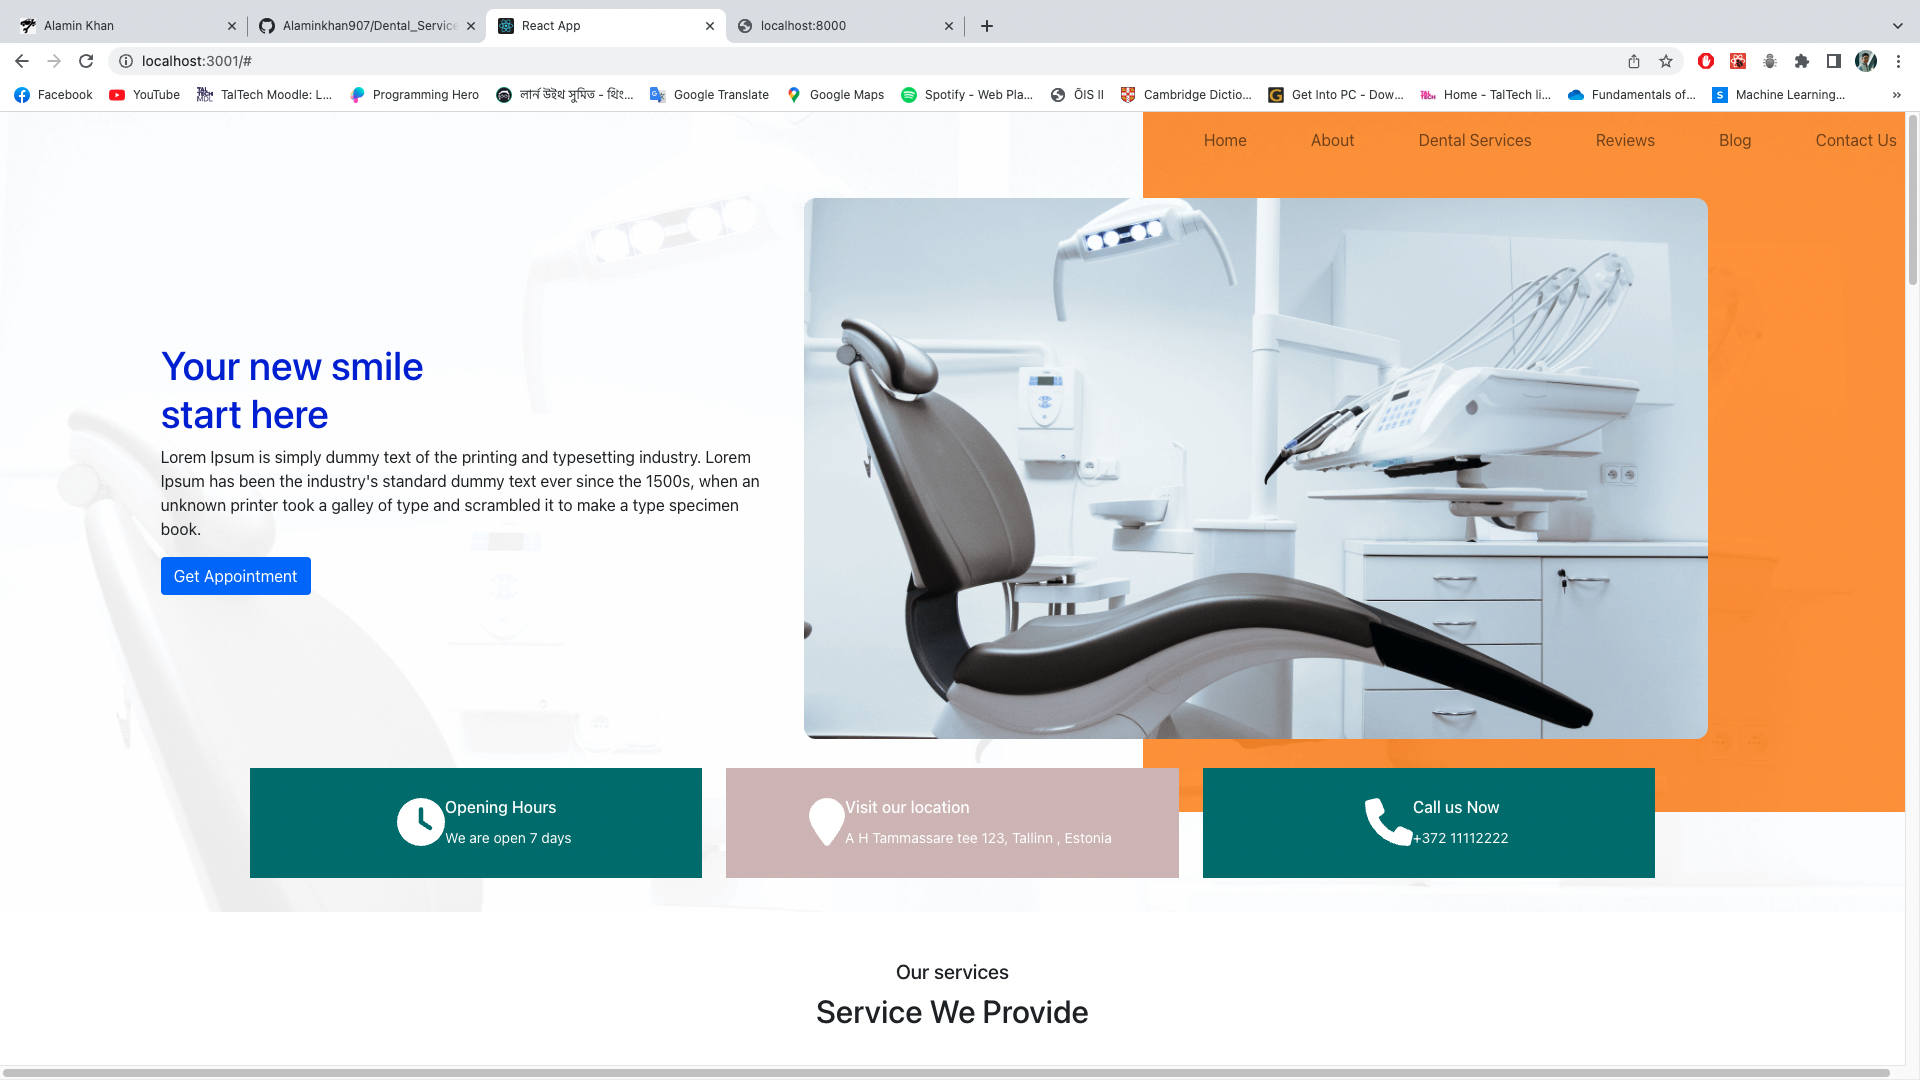 Alamin Khan
Alaminkhan907/Dental_Service
React App
localhost:8000
localhost:3001/#
Facebook
YouTube
TalTech Moodle: L...
Programming Hero
লার্ন উইথ সুমিত - থিং...
Google Translate
Google Maps
Spotify - Web Pla...
ÕIS II
Cambridge Dictio...
Get Into PC - Dow...
Home - TalTech li...
Fundamentals of...
Machine Learning...
Home
About
Dental Services
Reviews
Blog
Contact Us
Your new smile
start here
Lorem Ipsum is simply dummy text of the printing and typesetting industry. Lorem
Ipsum has been the industry's standard dummy text ever since the 1500s, when an
unknown printer took a galley of type and scrambled it to make a type specimen
book.
Get Appointment
Opening Hours
We are open 7 days
Visit our location
A H Tammassare tee 123, Tallinn , Estonia
Call us Now
+372 11112222
Our services
Service We Provide